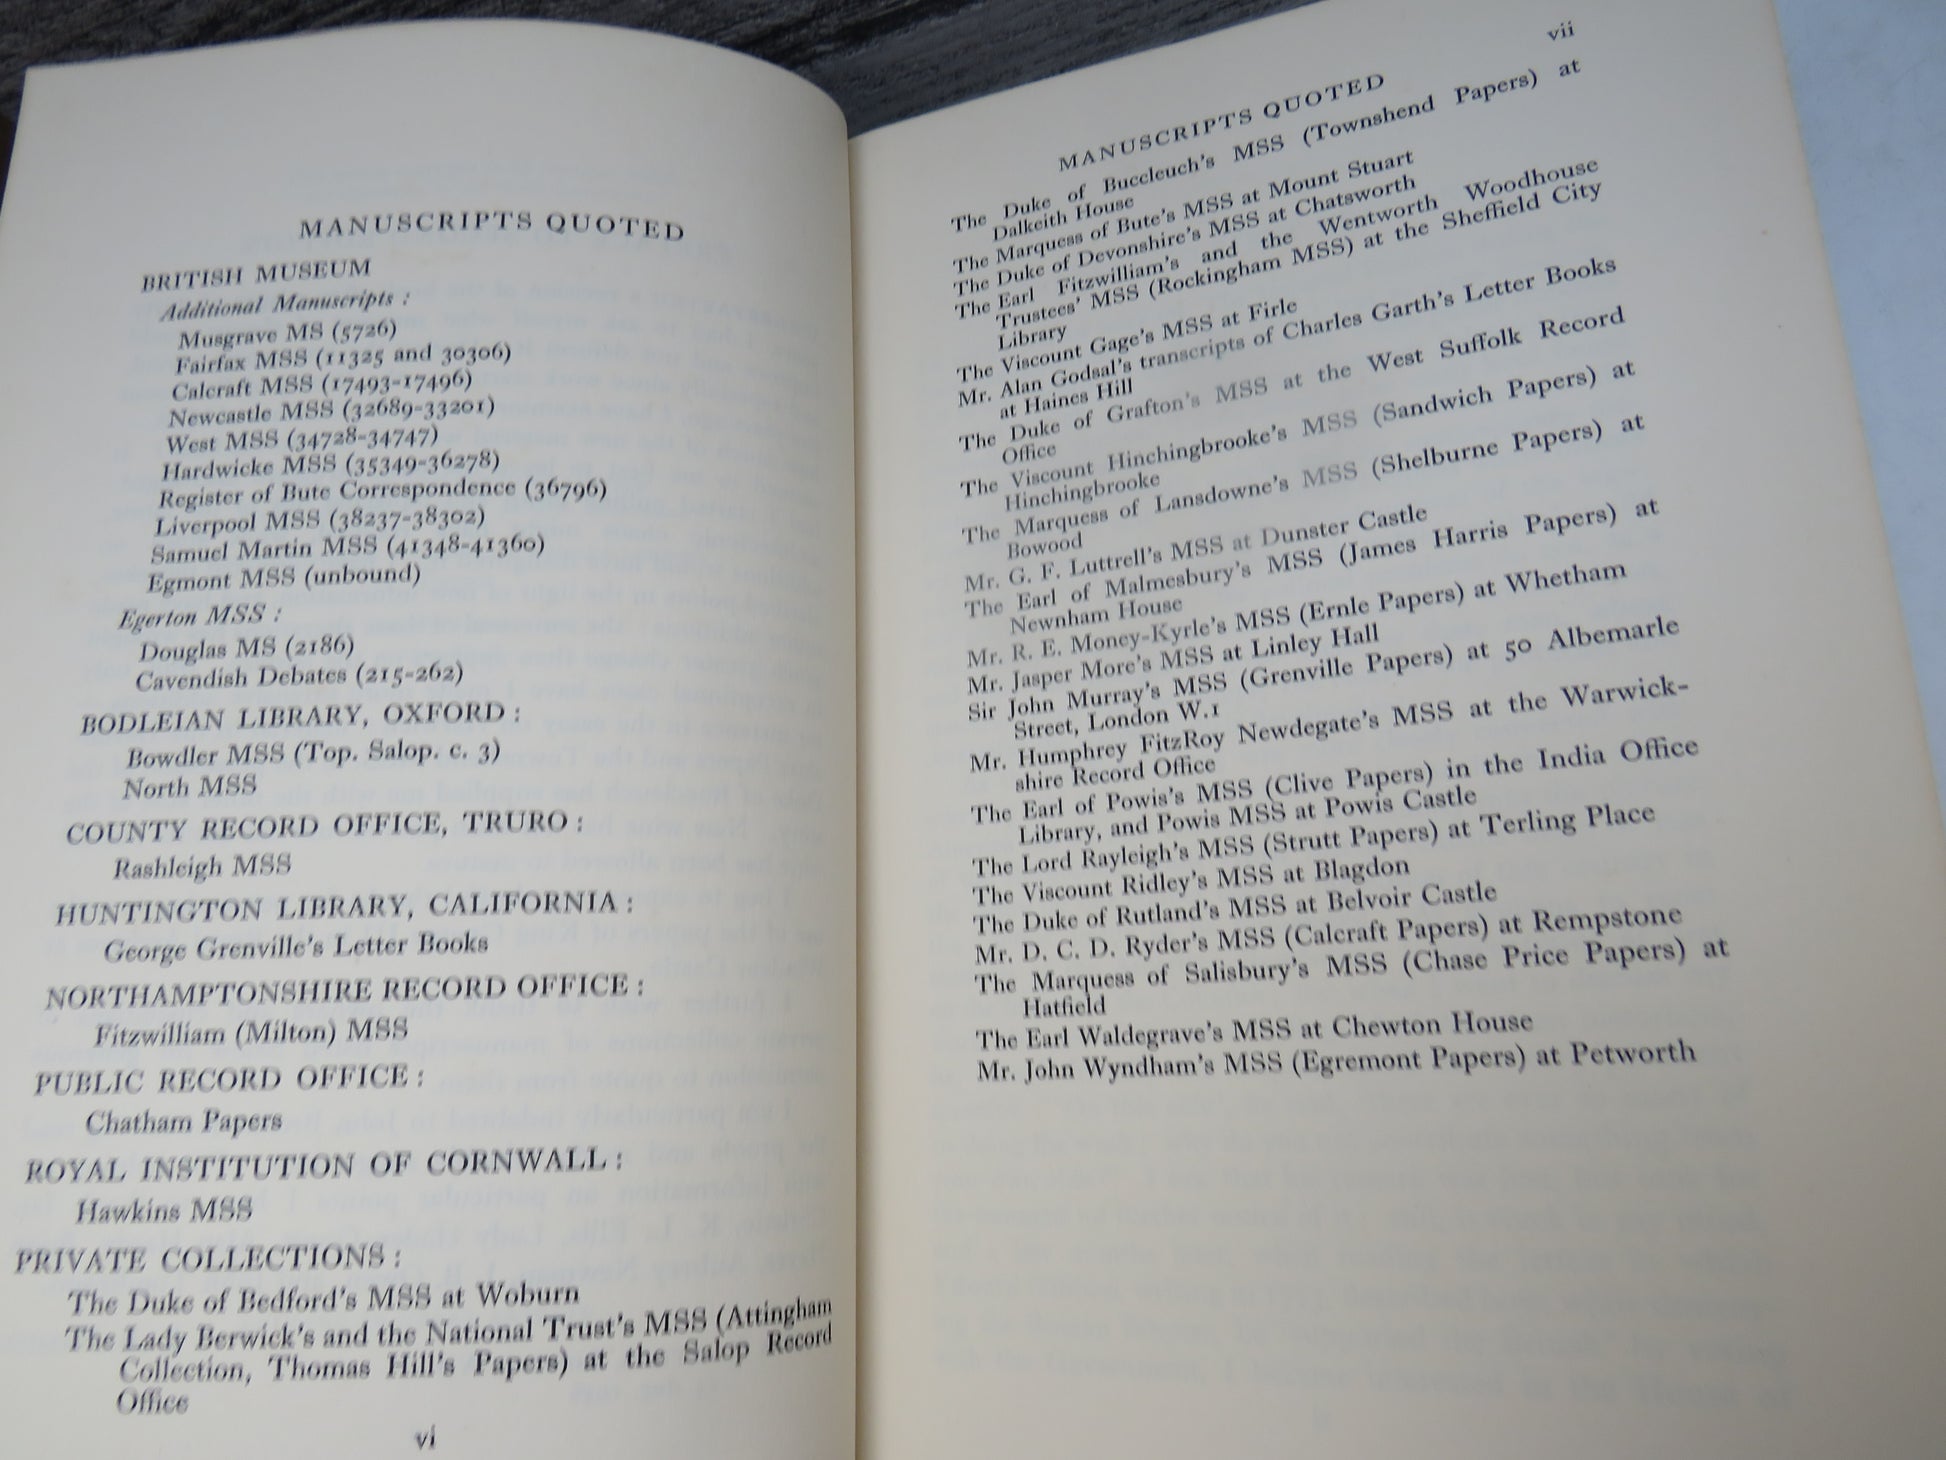 MANUSCRIPTS QUOTED
BRITISH MUSEUM
Additional Manuscripts :
Musgrave MS (5726)
Fairfax MSS (11325 and 30306)
Calcraft MSS (17493-17496)
Newcastle MSS (32689-33201)
West MSS (34728-34747)
Hardwicke MSS (35349-36278)
Register of Bute Correspondence (36796)
Liverpool MSS (38237-38302)
Samuel Martin MSS (41348-41360)
Egmont MSS (unbound)
Egerton MSS :
Douglas MS (2186)
Cavendish Debates (215-262)
BODLEIAN LIBRARY, OXFORD :
Bowdler MSS (Top. Salop. c. 3)
North MSS
COUNTY RECORD OFFICE, TRURO :
Rashleigh MSS
HUNTINGTON LIBRARY, CALIFORNIA :
George Grenville's Letter Books
NORTHAMPTONSHIRE RECORD OFFICE :
Fitzwilliam (Milton) MSS
PUBLIC RECORD OFFICE :
Chatham Papers
ROYAL INSTITUTION OF CORNWALL :
Hawkins MSS
PRIVATE COLLECTIONS :
The Duke of Bedford's MSS at Woburn
The Lady Berwick's and the National Trust's MSS (Attingham
Collection, Thomas Hill's Papers) at the Salop Record
Office
vi
vii
MANUSCRIPTS QUOTED
The Duke of Buccleuch's MSS (Townshend Papers) at
Dalkeith House
The Marquess of Bute's MSS at Mount Stuart
The Duke of Devonshire's MSS at Chatsworth
The Earl Fitzwilliam's and the Wentworth Woodhouse
Trustees' MSS (Rockingham MSS) at the Sheffield City
Library
The Viscount Gage's MSS at Firle
Mr. Alan Godsal's transcripts of Charles Garth's Letter Books
at Haines Hill
The Duke of Grafton's MSS at the West Suffolk Record
Office
The Viscount Hinchingbrooke's MSS (Sandwich Papers) at
Hinchingbrooke
The Marquess of Lansdowne's MSS (Shelburne Papers) at
Bowood
Mr. G. F. Luttrell's MSS at Dunster Castle
The Earl of Malmesbury's MSS (James Harris Papers) at
Newnham House
Mr. R. E. Money-Kyrle's MSS (Ernle Papers) at Whetham
Mr. Jasper More's MSS at Linley Hall
Sir John Murray's MSS (Grenville Papers) at 50 Albemarle
Street, London W.1
Mr. Humphrey FitzRoy Newdegate's MSS at the Warwick-
shire Record Office
The Earl of Powis's MSS (Clive Papers) in the India Office
Library, and Powis MSS at Powis Castle
The Lord Rayleigh's MSS (Strutt Papers) at Terling Place
The Viscount Ridley's MSS at Blagdon
The Duke of Rutland's MSS at Belvoir Castle
Mr. D. C. D. Ryder's MSS (Calcraft Papers) at Rempstone
The Marquess of Salisbury's MSS (Chase Price Papers) at
Hatfield
The Earl Waldegrave's MSS at Chewton House
Mr. John Wyndham's MSS (Egremont Papers) at Petworth